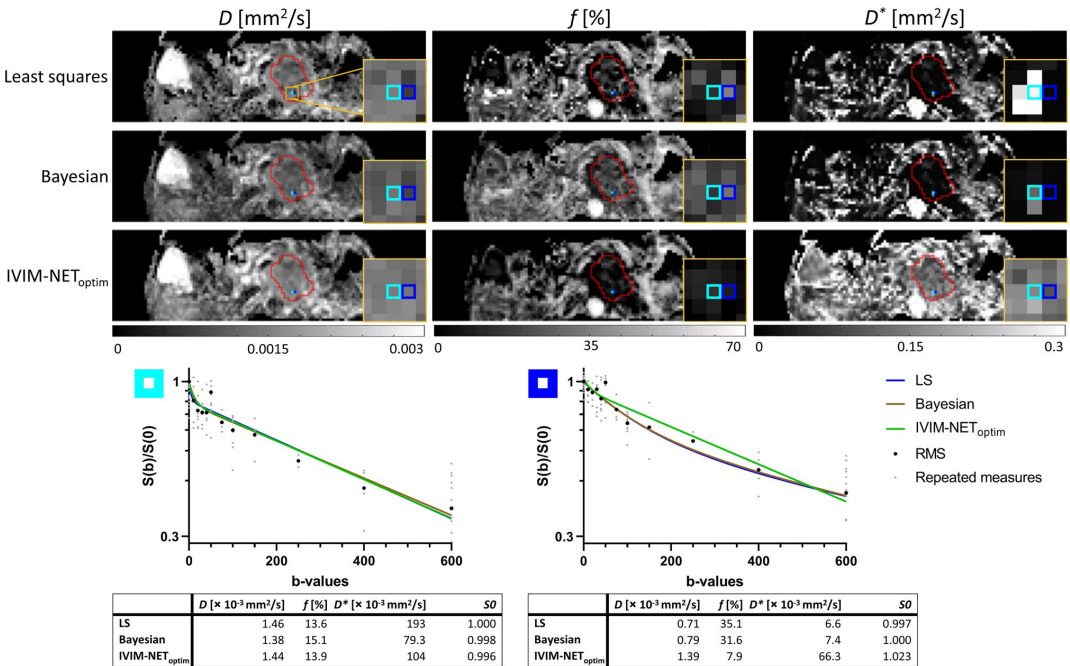 D [mm²/s] f [%] D* [mm²/s]
Least squares
Bayesian
IVIM-NEToptim
0 0.0015 0.003 0 35 70 0 0.15 0.3
1
S(b)/S(0)
0.3
0 200 400 600
b-values
1
S(b)/S(0)
0.3
0 200 400 600
b-values
LS
Bayesian
IVIM-NEToptim
RMS
Repeated measures
D [× 10⁻³ mm²/s] f [%] D* [× 10⁻³ mm²/s] S0
LS 1.46 13.6 193 1.000
Bayesian 1.38 15.1 79.3 0.998
IVIM-NEToptim 1.44 13.9 104 0.996
D [× 10⁻³ mm²/s] f [%] D* [× 10⁻³ mm²/s] S0
LS 0.71 35.1 6.6 0.997
Bayesian 0.79 31.6 7.4 1.000
IVIM-NEToptim 1.39 7.9 66.3 1.023